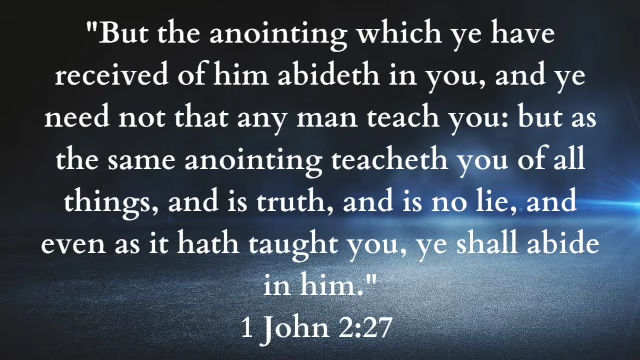 "But the anointing which ye have
received of him abideth in you, and ye
need not that any man teach you: but as
the same anointing teacheth you of all
things, and is truth, and is no lie, and
even as it hath taught you, ye shall abide
in him."
1 John 2:27